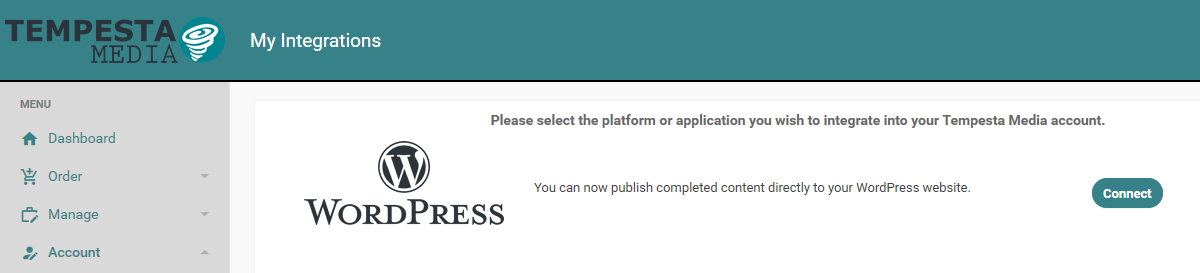 TEMPESTA
MEDIA
My Integrations
MENU
Dashboard
Order
Manage
Account
Please select the platform or application you wish to integrate into your Tempesta Media account.
WORDPRESS
You can now publish completed content directly to your WordPress website.
Connect